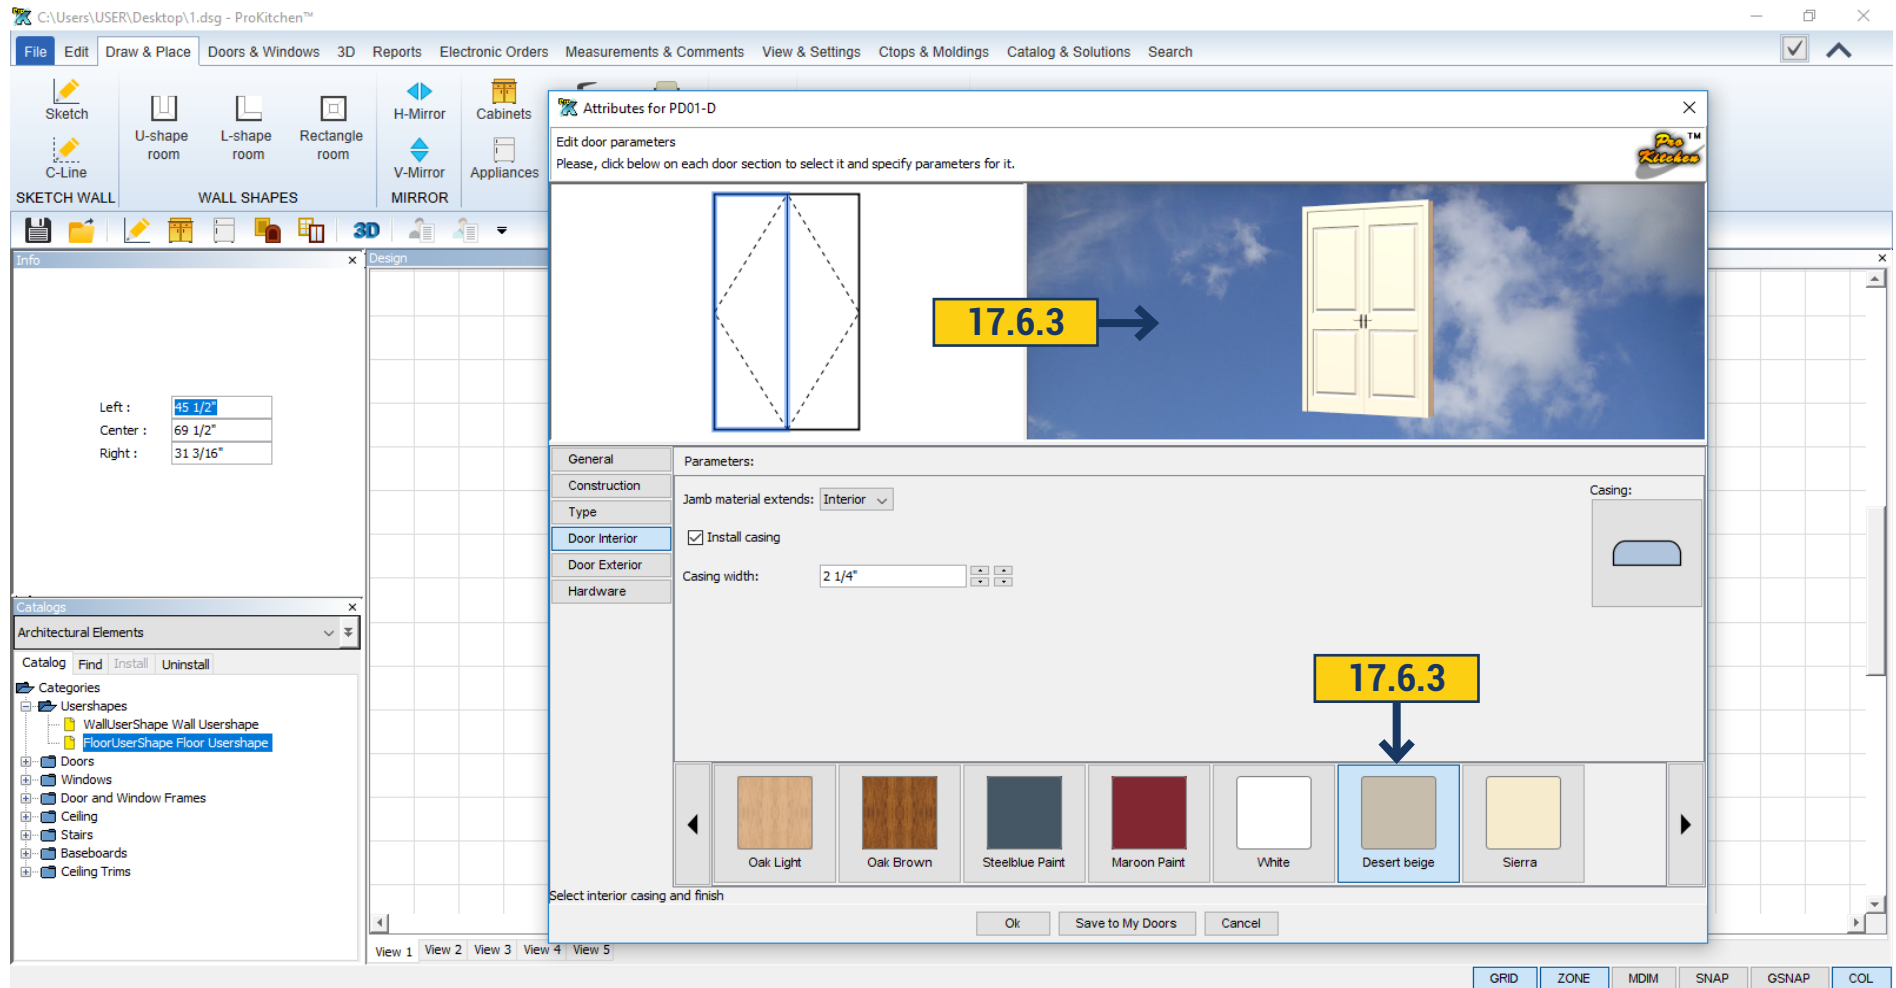 C:\Users\USER\Desktop\1.dsg - ProKitchen™
File Edit Draw & Place Doors & Windows 3D Reports Electronic Orders Measurements & Comments View & Settings Ctops & Moldings Catalog & Solutions Search
Sketch
C-Line
SKETCH WALL
U-shape
room
L-shape
room
Rectangle
room
WALL SHAPES
H-Mirror
V-Mirror
MIRROR
Cabinets
Appliances
3D
Info
Left :
45 1/2"
Center :
69 1/2"
Right :
31 3/16"
Catalogs
Architectural Elements
Catalog Find Install Uninstall
Categories
Usershapes
WallUserShape Wall Usershape
FloorUserShape Floor Usershape
Doors
Windows
Door and Window Frames
Ceiling
Stairs
Baseboards
Ceiling Trims
Design
Attributes for PD01-D
Edit door parameters
Please, click below on each door section to select it and specify parameters for it.
Pro ™
Kitchen
17.6.3
General
Construction
Type
Door Interior
Door Exterior
Hardware
Parameters:
Jamb material extends: Interior
Install casing
Casing width: 2 1/4"
Casing:
17.6.3
Oak Light
Oak Brown
Steelblue Paint
Maroon Paint
White
Desert beige
Sierra
Select interior casing and finish
Ok Save to My Doors Cancel
View 1 View 2 View 3 View 4 View 5
GRID ZONE MDIM SNAP GSNAP COL